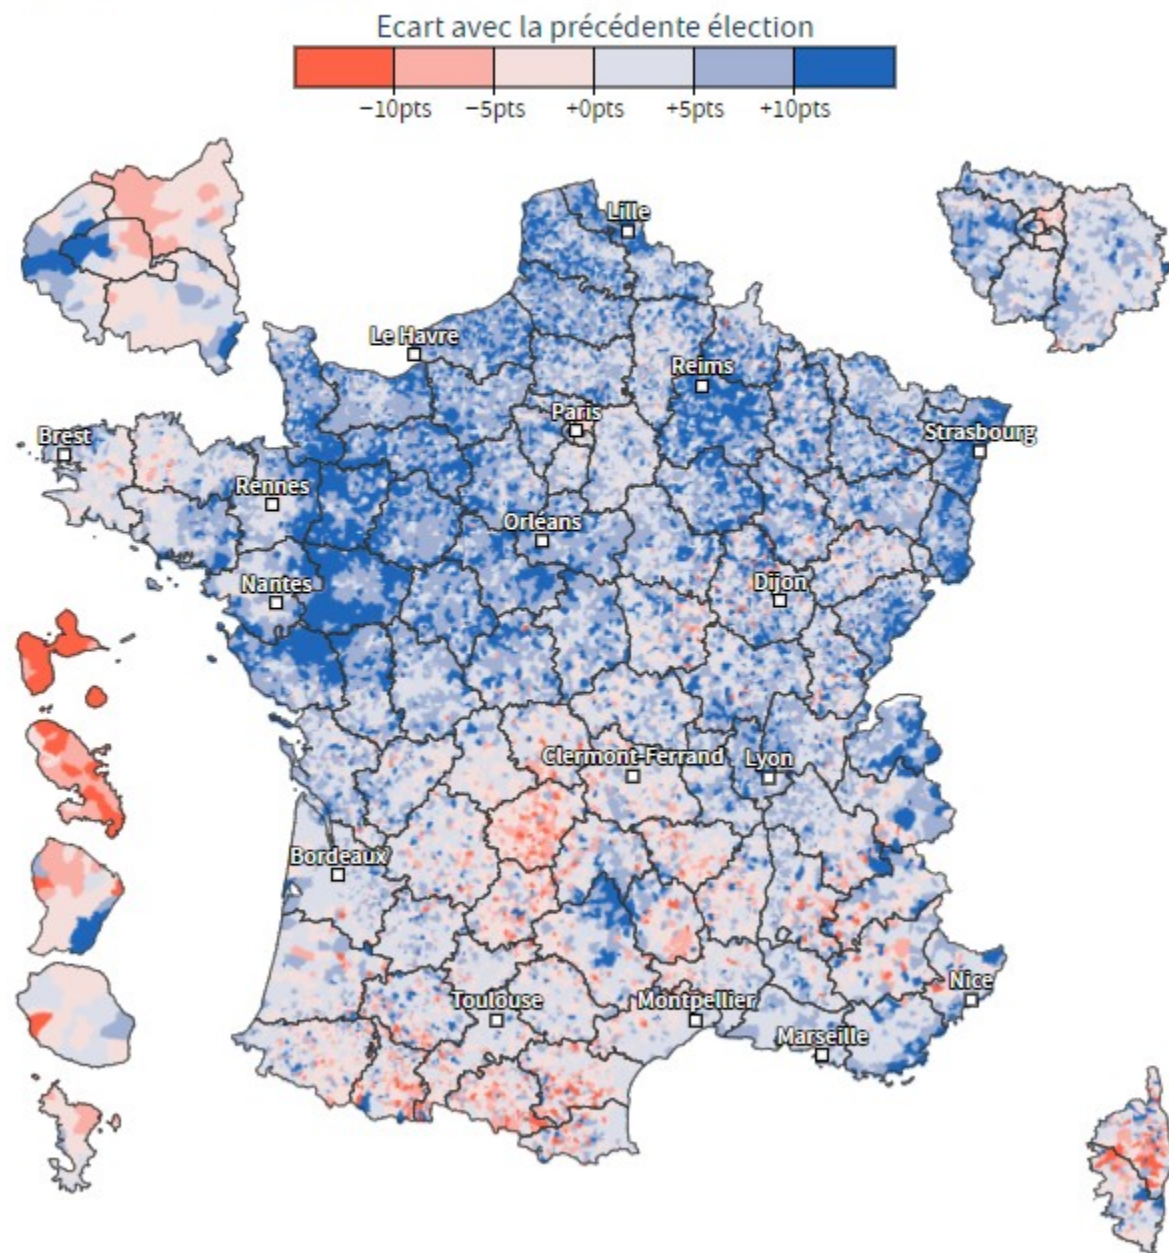 Ecart avec la précédente élection
−10pts −5pts +0pts +5pts +10pts
Lille
Le Havre
Reims
Paris
Brest
Strasbourg
Rennes
Orléans
Nantes
Dijon
Clermont-Ferrand
Lyon
Bordeaux
Nice
Toulouse
Montpellier
Marseille